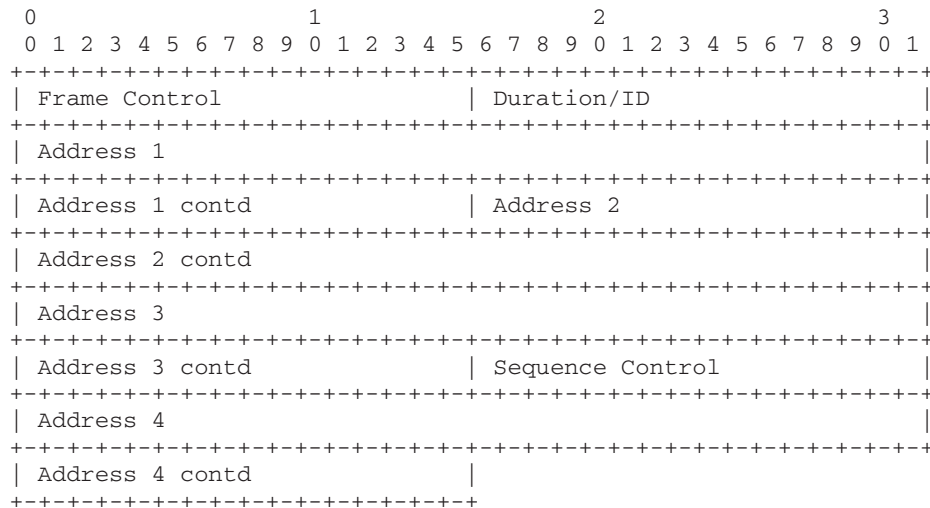 0                   1                   2                   3
 0 1 2 3 4 5 6 7 8 9 0 1 2 3 4 5 6 7 8 9 0 1 2 3 4 5 6 7 8 9 0 1
+-+-+-+-+-+-+-+-+-+-+-+-+-+-+-+-+-+-+-+-+-+-+-+-+-+-+-+-+-+-+-+-+
| Frame Control                 | Duration/ID                   |
+-+-+-+-+-+-+-+-+-+-+-+-+-+-+-+-+-+-+-+-+-+-+-+-+-+-+-+-+-+-+-+-+
| Address 1                                                     |
+-+-+-+-+-+-+-+-+-+-+-+-+-+-+-+-+-+-+-+-+-+-+-+-+-+-+-+-+-+-+-+-+
| Address 1 contd               | Address 2                     |
+-+-+-+-+-+-+-+-+-+-+-+-+-+-+-+-+-+-+-+-+-+-+-+-+-+-+-+-+-+-+-+-+
| Address 2 contd                                               |
+-+-+-+-+-+-+-+-+-+-+-+-+-+-+-+-+-+-+-+-+-+-+-+-+-+-+-+-+-+-+-+-+
| Address 3                                                     |
+-+-+-+-+-+-+-+-+-+-+-+-+-+-+-+-+-+-+-+-+-+-+-+-+-+-+-+-+-+-+-+-+
| Address 3 contd               | Sequence Control              |
+-+-+-+-+-+-+-+-+-+-+-+-+-+-+-+-+-+-+-+-+-+-+-+-+-+-+-+-+-+-+-+-+
| Address 4                                                     |
+-+-+-+-+-+-+-+-+-+-+-+-+-+-+-+-+-+-+-+-+-+-+-+-+-+-+-+-+-+-+-+-+
| Address 4 contd               |
+-+-+-+-+-+-+-+-+-+-+-+-+-+-+-+-+